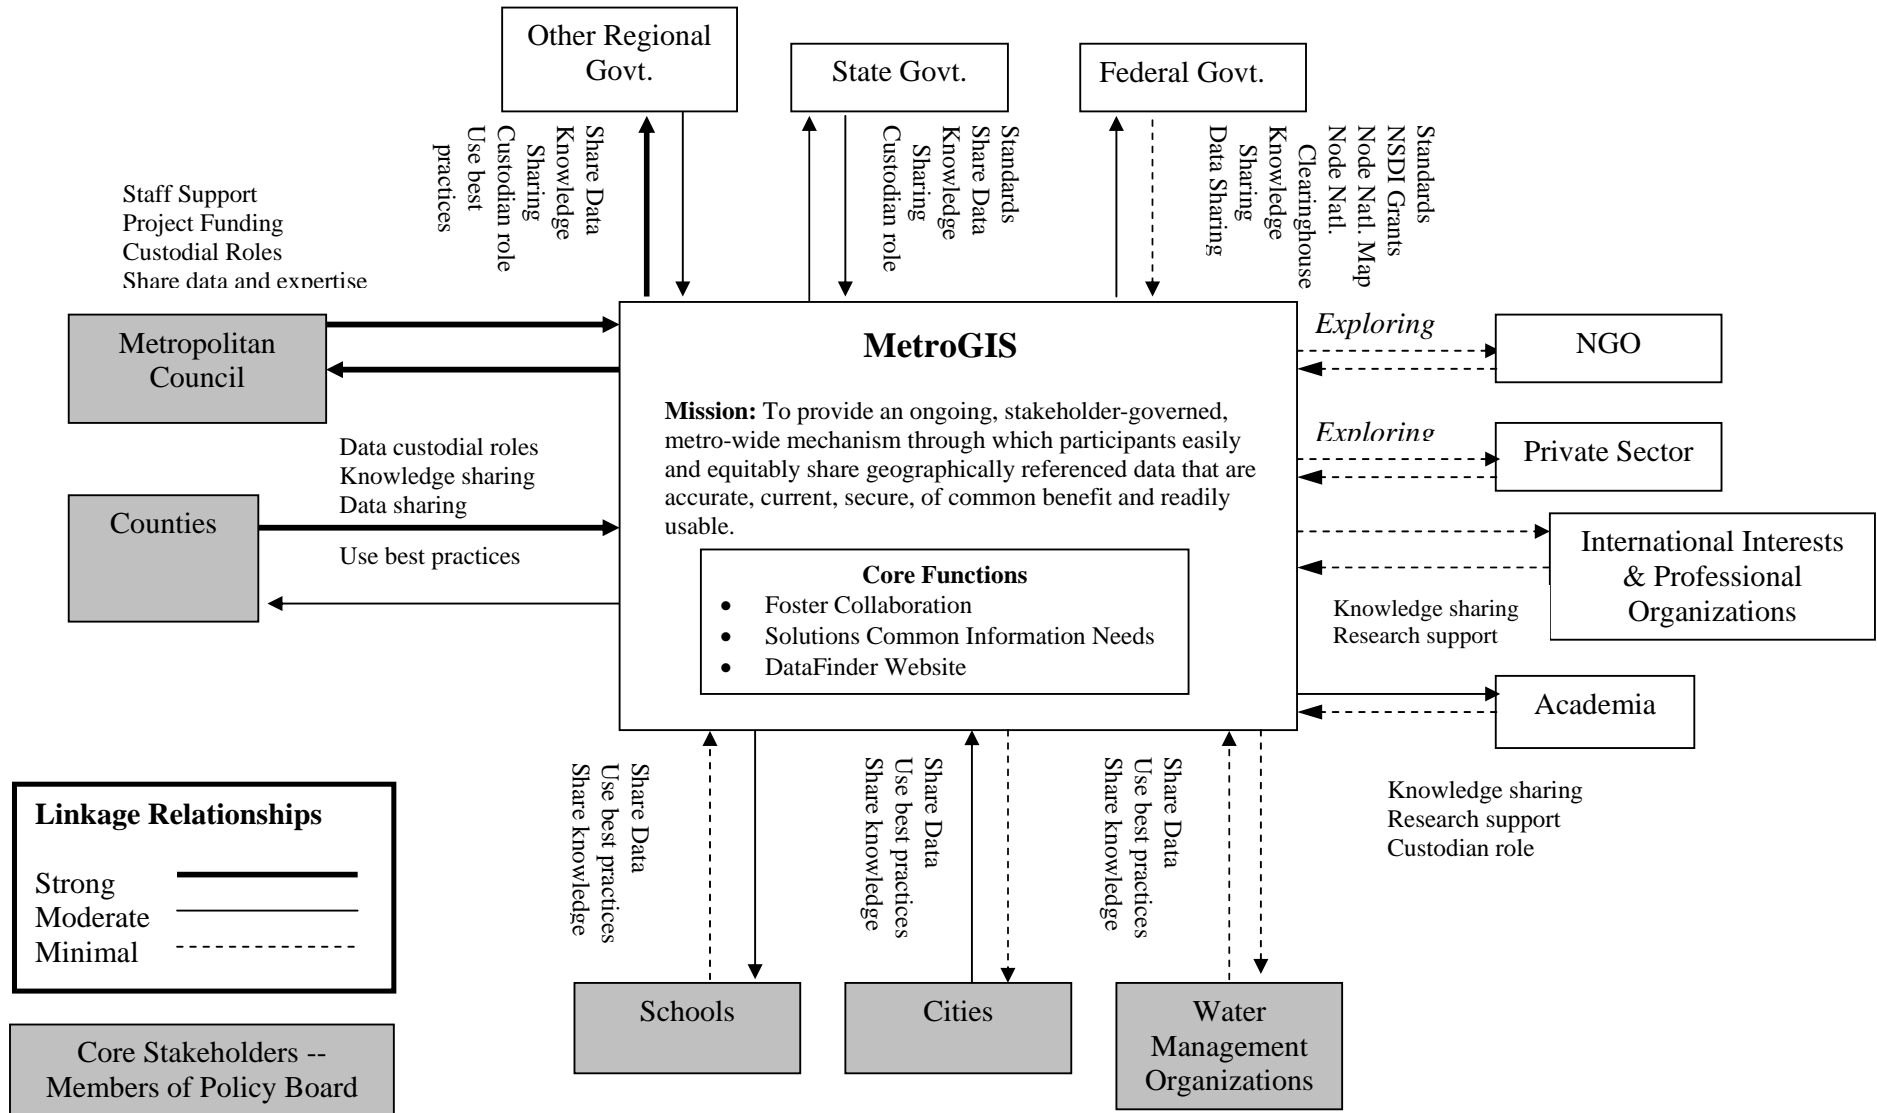 Other Regional
Govt.
State Govt.
Federal Govt.
Share Data
Knowledge
Sharing
Custodian role
Use best
practices
Standards
Share Data
Knowledge
Sharing
Custodian role
Standards
NSDI Grants
Node Natl. Map
Node Natl.
Clearinghouse
Knowledge
Sharing
Data Sharing
Staff Support
Project Funding
Custodial Roles
Share data and expertise
Metropolitan
Council
Data custodial roles
Knowledge sharing
Data sharing
Counties
Use best practices
MetroGIS
Mission: To provide an ongoing, stakeholder-governed,
metro-wide mechanism through which participants easily
and equitably share geographically referenced data that are
accurate, current, secure, of common benefit and readily
usable.
Core Functions
• Foster Collaboration
• Solutions Common Information Needs
• DataFinder Website
Exploring
NGO
Exploring
Private Sector
International Interests
& Professional
Organizations
Knowledge sharing
Research support
Academia
Knowledge sharing
Research support
Custodian role
Share Data
Use best practices
Share knowledge
Share Data
Use best practices
Share knowledge
Share Data
Use best practices
Share knowledge
Schools
Cities
Water
Management
Organizations
Linkage Relationships
Strong
Moderate
Minimal
Core Stakeholders --
Members of Policy Board